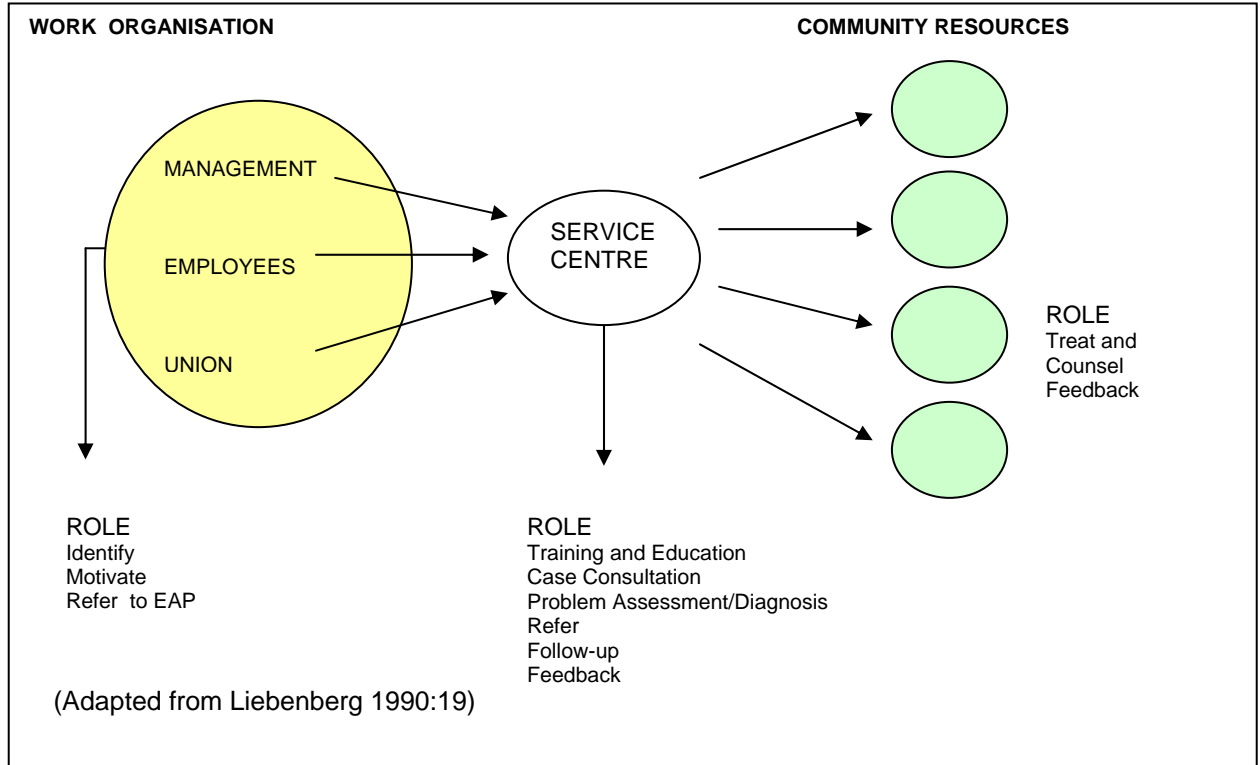 WORK ORGANISATION
COMMUNITY RESOURCES
MANAGEMENT
EMPLOYEES
UNION
SERVICE
CENTRE
ROLE
Treat and
Counsel
Feedback
ROLE
Identify
Motivate
Refer to EAP
ROLE
Training and Education
Case Consultation
Problem Assessment/Diagnosis
Refer
Follow-up
Feedback
(Adapted from Liebenberg 1990:19)